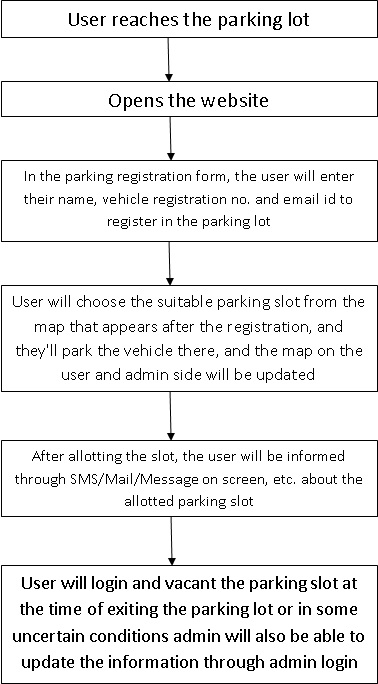 User reaches the parking lot
Opens the website
In the parking registration form, the user will enter
their name, vehicle registration no. and email id to
register in the parking lot
User will choose the suitable parking slot from the
map that appears after the registration, and
they'll park the vehicle there, and the map on the
user and admin side will be updated
After allotting the slot, the user will be informed
through SMS/Mail/Message on screen, etc. about the
allotted parking slot
User will login and vacant the parking slot at
the time of exiting the parking lot or in some
uncertain conditions admin will also be able to
update the information through admin login